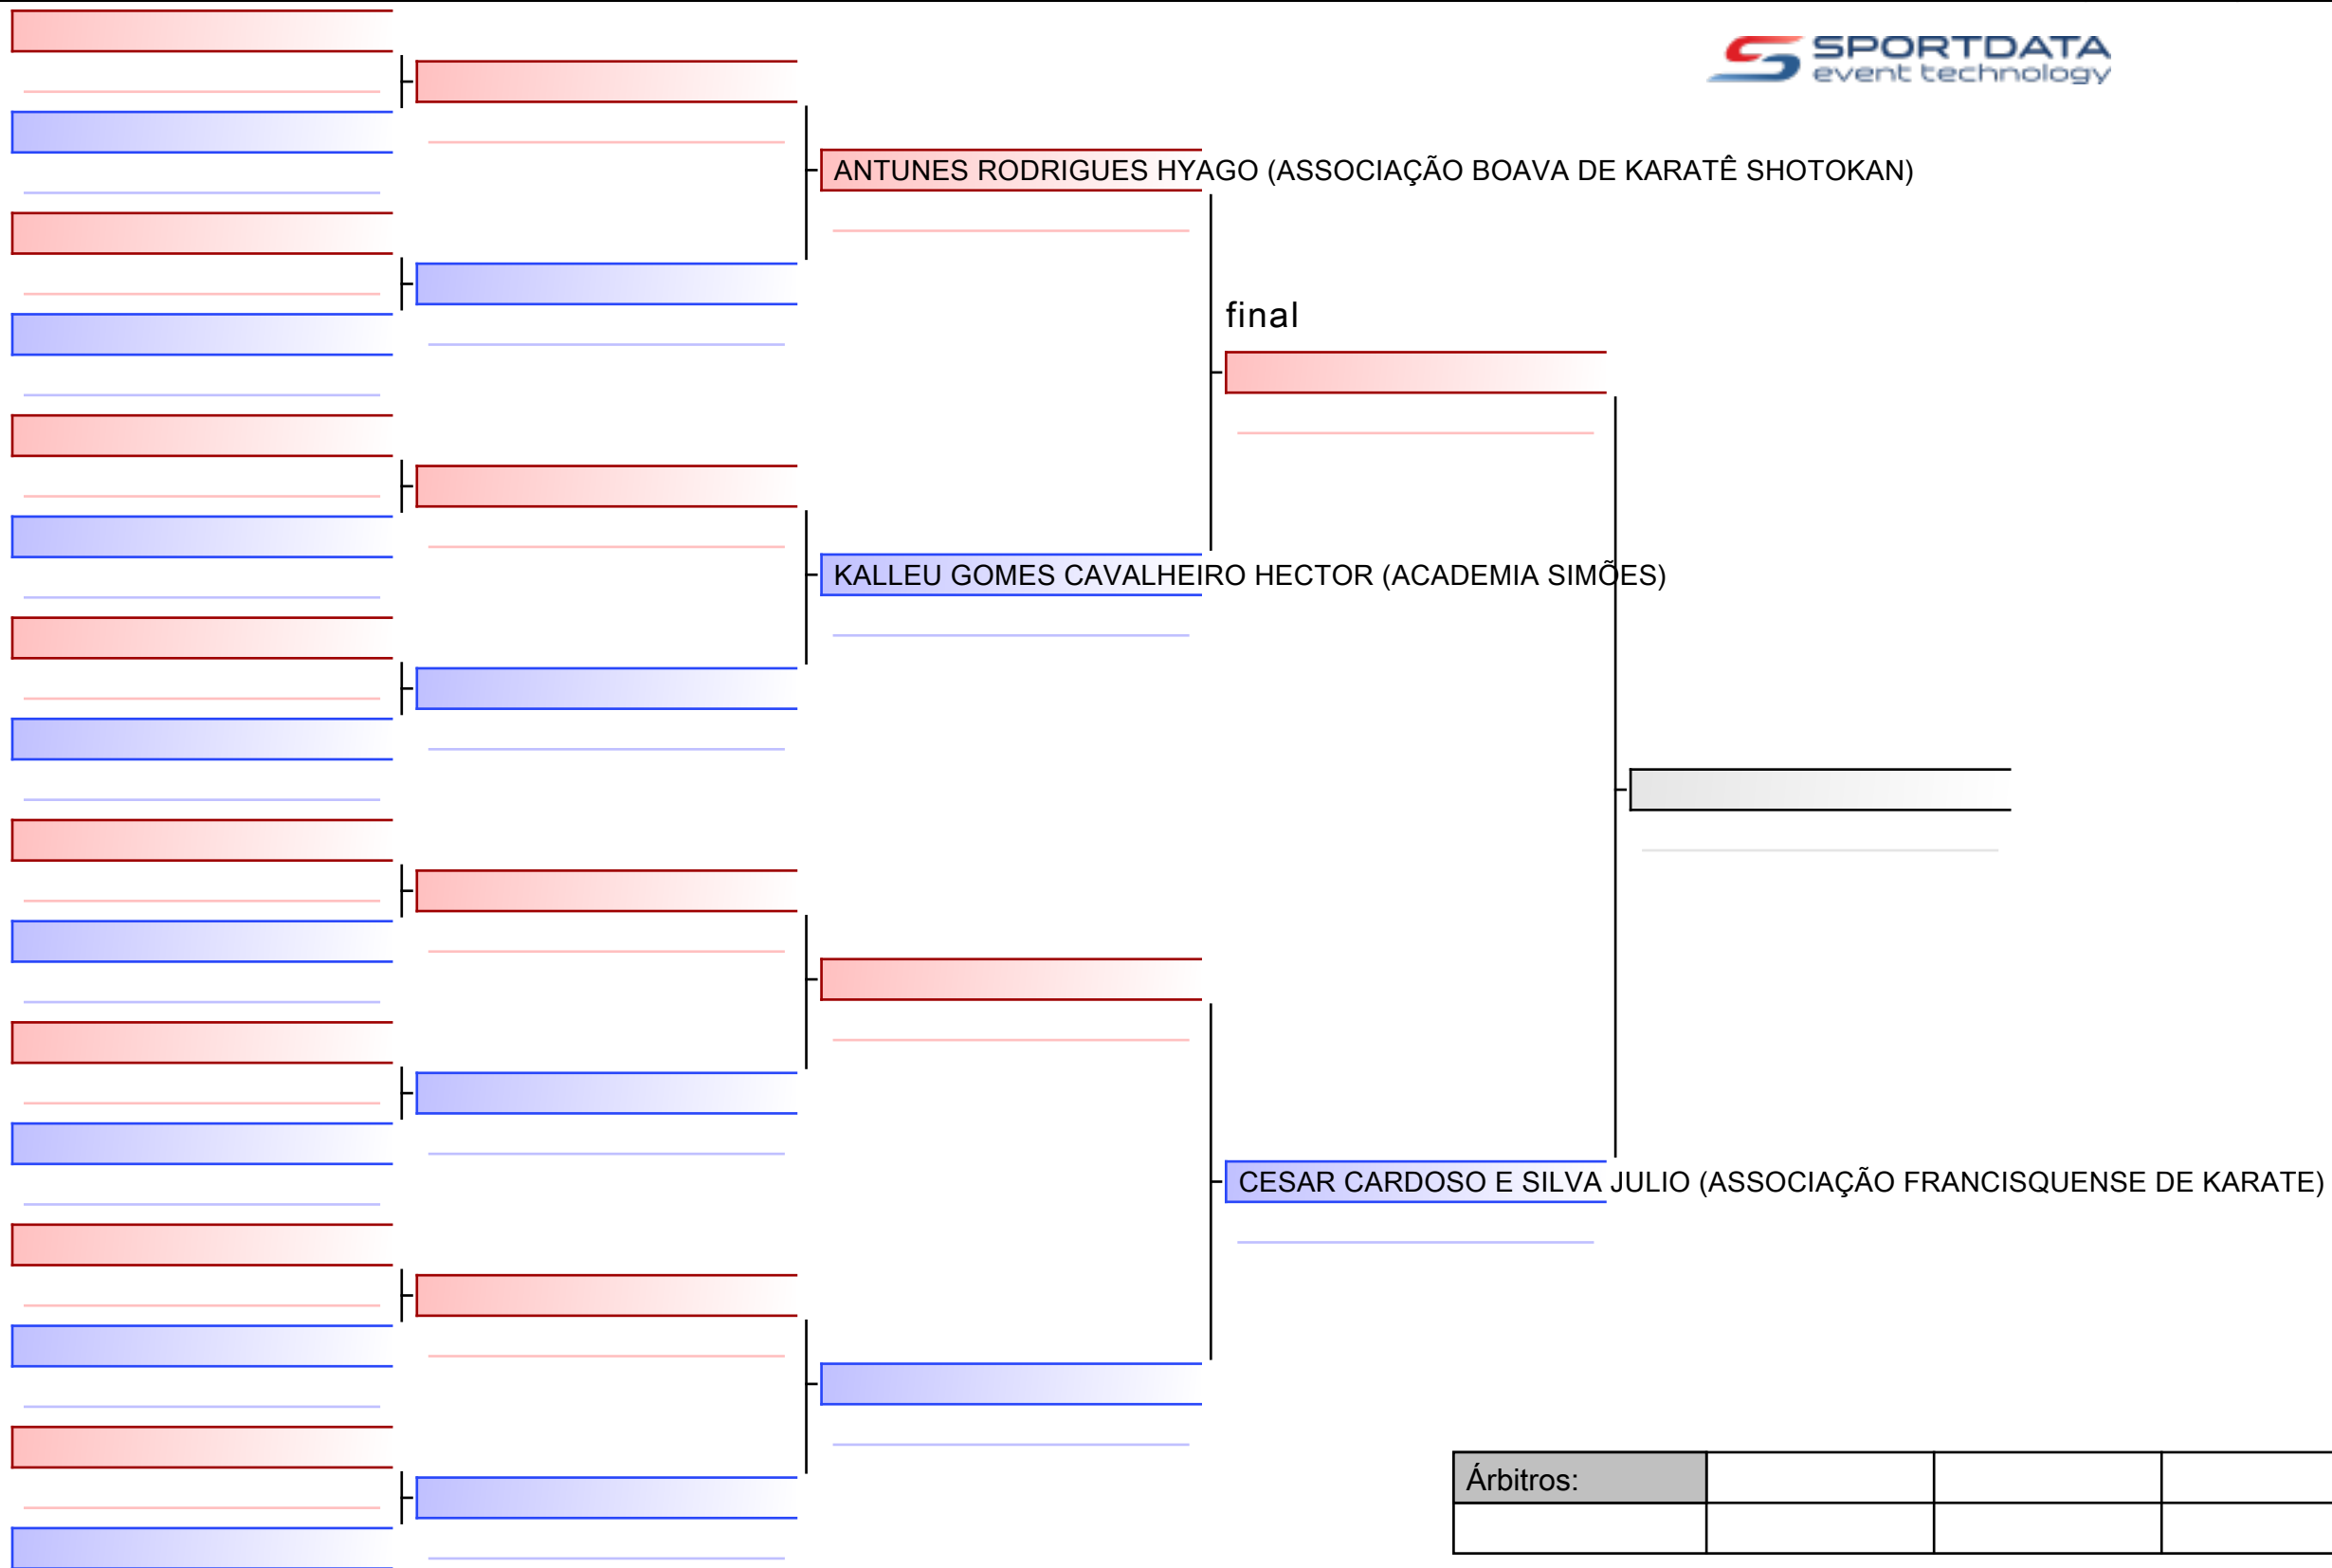 SPORTDATA
event technology
ANTUNES RODRIGUES HYAGO (ASSOCIAÇÃO BOAVA DE KARATÊ SHOTOKAN)
final
KALLEU GOMES CAVALHEIRO HECTOR (ACADEMIA SIMÕES)
CESAR CARDOSO E SILVA JULIO (ASSOCIAÇÃO FRANCISQUENSE DE KARATE)
Árbitros: